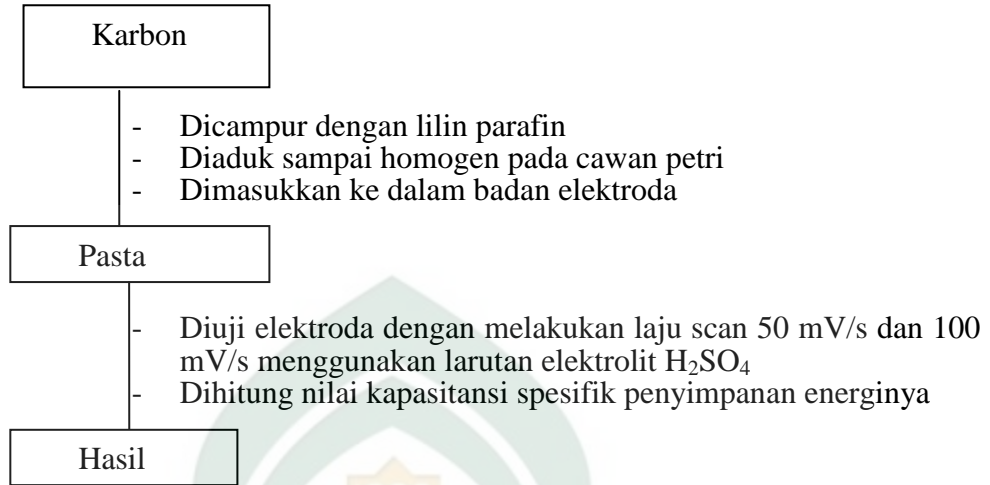 Karbon
- Dicampur dengan lilin parafin
- Diaduk sampai homogen pada cawan petri
- Dimasukkan ke dalam badan elektroda
Pasta
- Diuji elektroda dengan melakukan laju scan 50 mV/s dan 100
mV/s menggunakan larutan elektrolit H₂SO₄
- Dihitung nilai kapasitansi spesifik penyimpanan energinya
Hasil